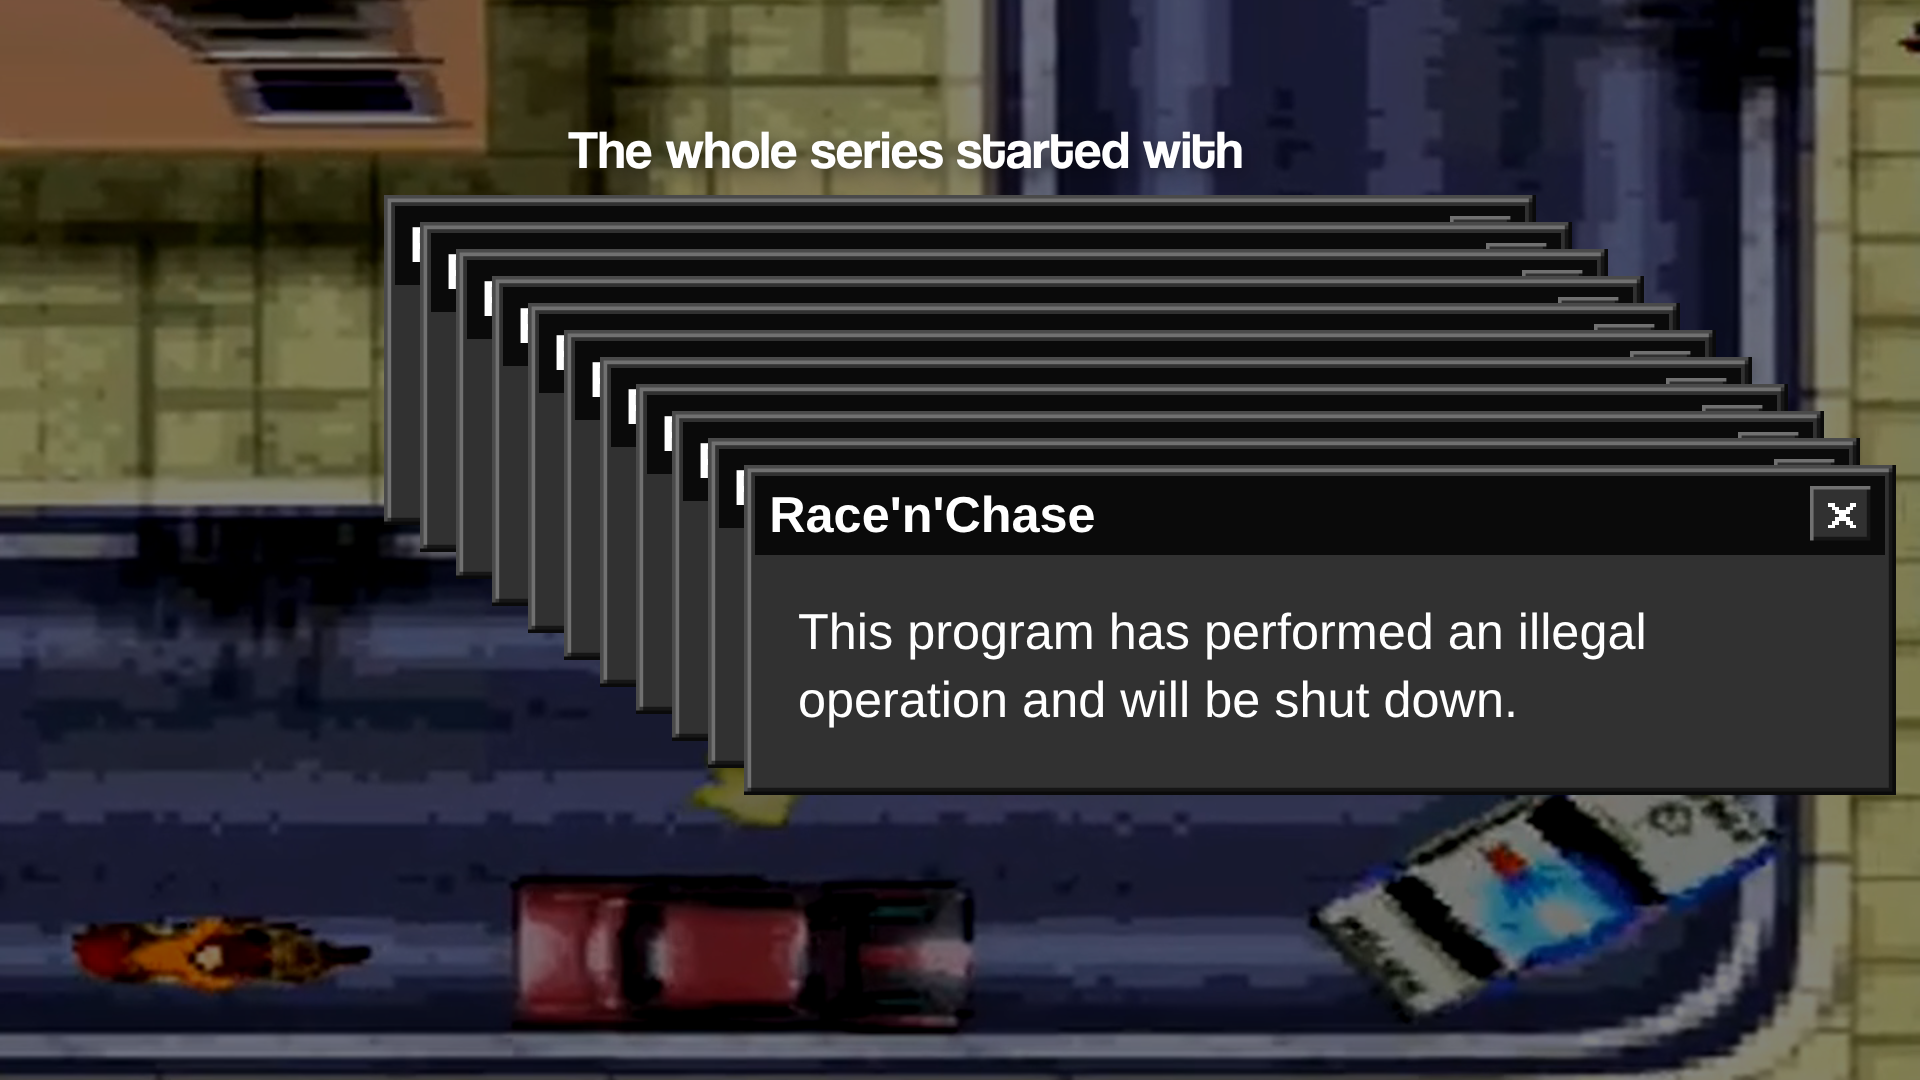 The whole series started with
Race'n'Chase
This program has performed an illegal
operation and will be shut down.